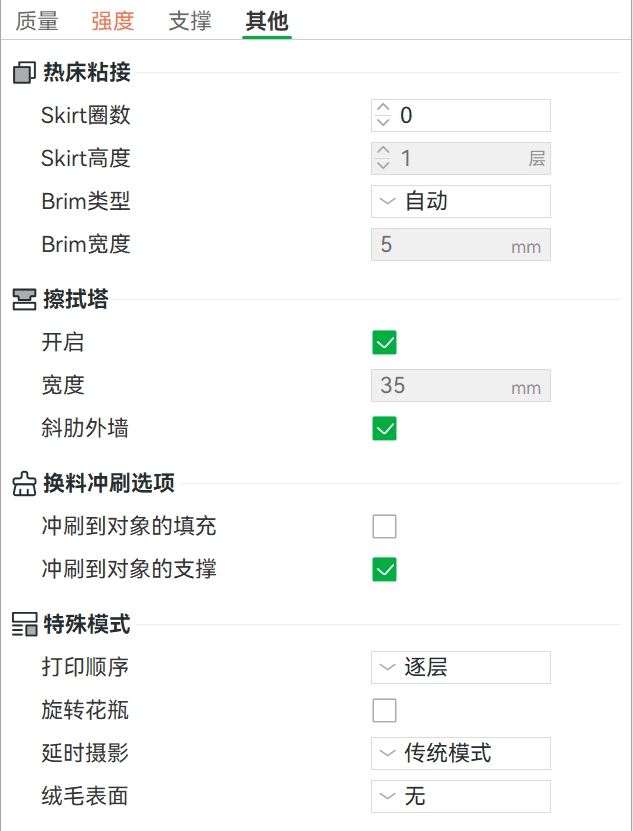 质量 强度 支撑 其他
热床粘接
Skirt圈数 0
Skirt高度 1 层
Brim类型 自动
Brim宽度 5 mm
擦拭塔
开启
宽度 35 mm
斜肋外墙
换料冲刷选项
冲刷到对象的填充
冲刷到对象的支撑
特殊模式
打印顺序 逐层
旋转花瓶
延时摄影 传统模式
绒毛表面 无